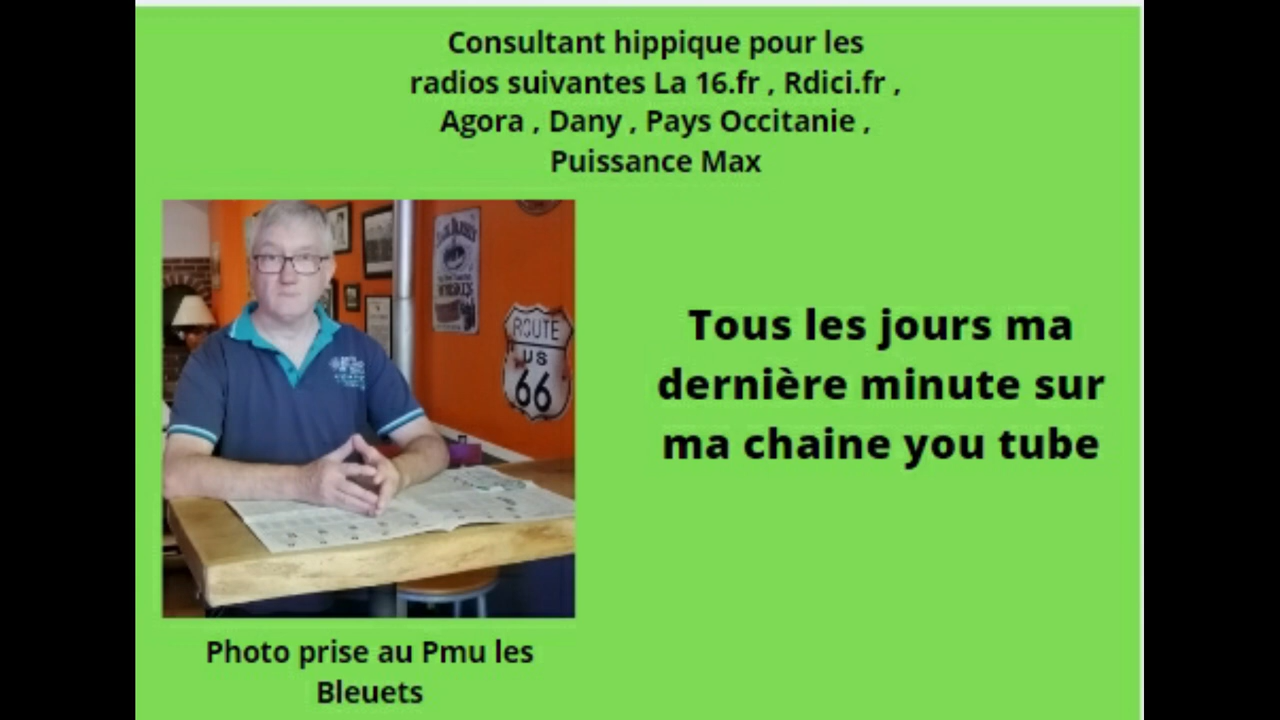 Consultant hippique pour les
radios suivantes La 16.fr , Rdici.fr ,
Agora , Dany , Pays Occitanie ,
Puissance Max
ROUTE
US
66
Tous les jours ma
dernière minute sur
ma chaine you tube
Photo prise au Pmu les
Bleuets